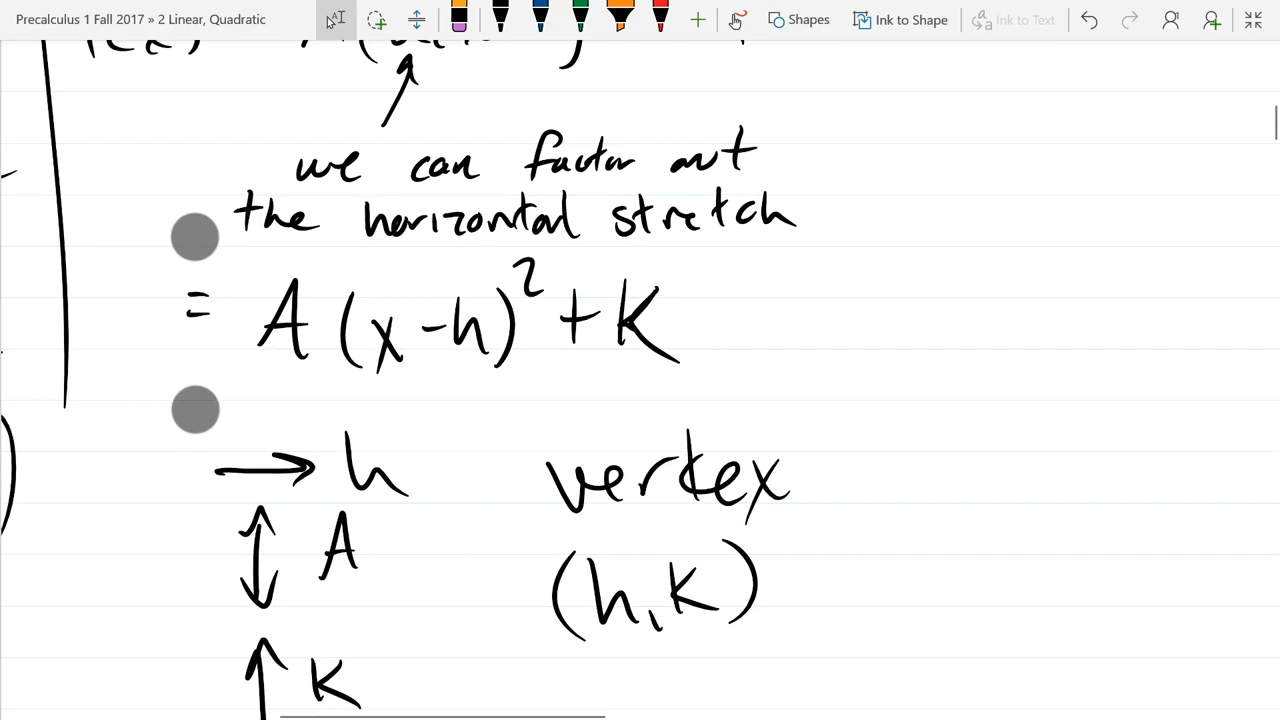 Precalculus 1 Fall 2017 » 2 Linear, Quadratic
Shapes Ink to Shape Ink to Text
we can factor out
the horizontal stretch
= A(x-h)² + K
→ h vertex
↕ A
(h, K)
↑ K